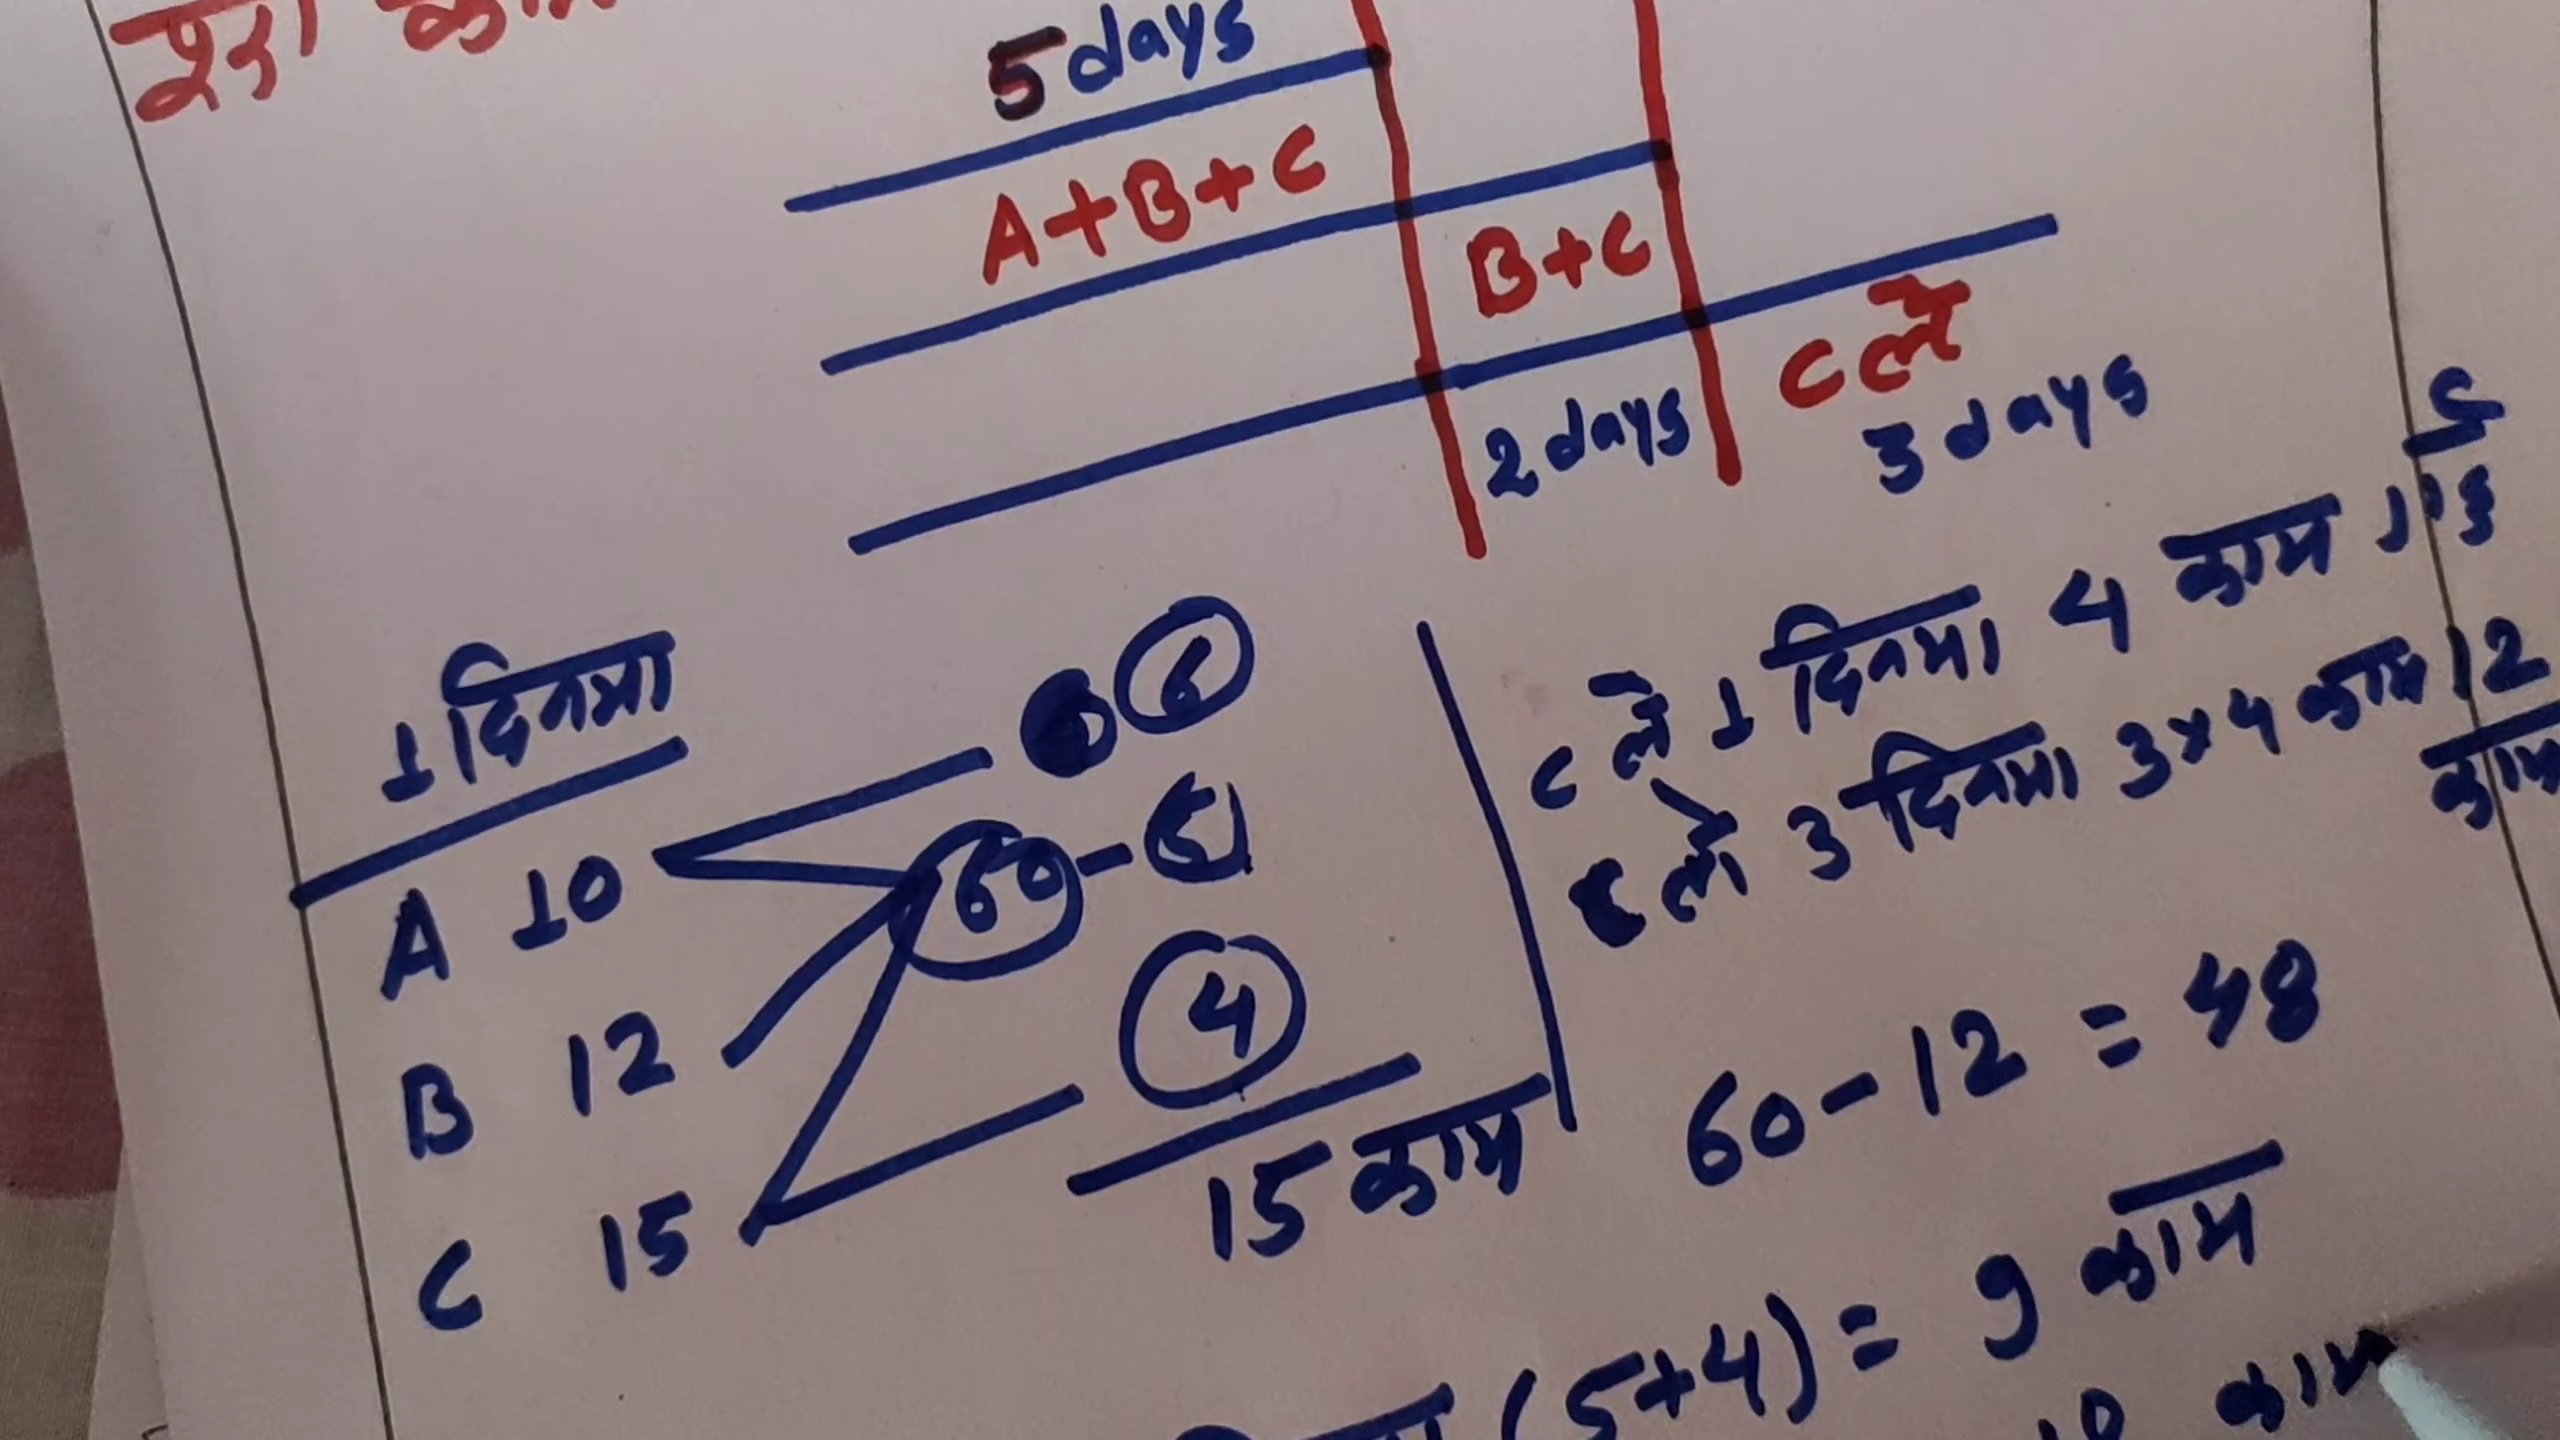 5 days
A+B+C
B+C
C ले
2 days
3 days
1 दिनमा
6
A 10
60 - 5
B 12
4
C 15
15 काम
C ले 1 दिनमा 4 काम
C ले 3 दिनमा 3×4 काम 12
काम
60-12 = 48
(5+4) = 9 काम
काम